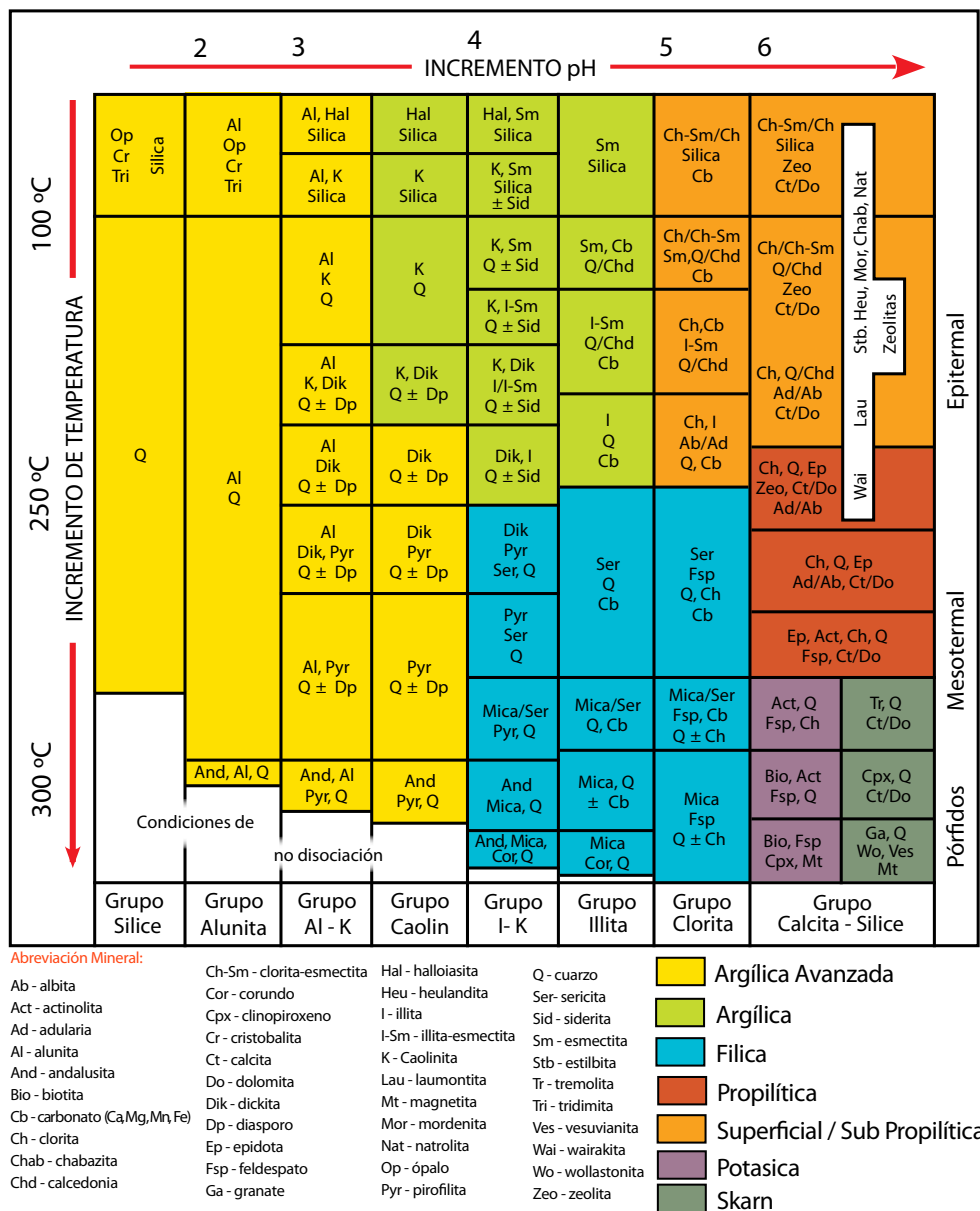 2 3 4 5 6
INCREMENTO pH
INCREMENTO DE TEMPERATURA
100 ºC
250 ºC
300 ºC
Op
Cr
Tri
Silica
Q
Al
Op
Cr
Tri
Al
Q
And, Al, Q
Al, Hal
Silica
Al, K
Silica
Al
K
Q
Al
K, Dik
Q ± Dp
Al
Dik
Q ± Dp
Al
Dik, Pyr
Q ± Dp
Al, Pyr
Q ± Dp
And, Al
Pyr, Q
Hal
Silica
K
Silica
K
Q
K, Dik
Q ± Dp
Dik
Q ± Dp
Dik
Pyr
Q ± Dp
Pyr
Q ± Dp
And
Pyr, Q
Hal, Sm
Silica
K, Sm
Silica
± Sid
K, Sm
Q ± Sid
K, I-Sm
Q ± Sid
K, Dik
I/I-Sm
Q ± Sid
Dik, I
Q ± Sid
Dik
Pyr
Ser, Q
Pyr
Ser
Q
Mica/Ser
Pyr, Q
And
Mica, Q
And, Mica,
Cor, Q
Sm
Silica
Sm, Cb
Q/Chd
I-Sm
Q/Chd
Cb
I
Q
Cb
Ser
Q
Cb
Mica/Ser
Q, Cb
Mica, Q
± Cb
Mica
Cor, Q
Ch-Sm/Ch
Silica
Cb
Ch/Ch-Sm
Sm,Q/Chd
Cb
Ch,Cb
I-Sm
Q/Chd
Ch, I
Ab/Ad
Q, Cb
Ser
Fsp
Q, Ch
Cb
Mica/Ser
Fsp, Cb
Q ± Ch
Mica
Fsp
Q ± Ch
Ch-Sm/Ch
Silica
Zeo
Ct/Do
Ch/Ch-Sm
Q/Chd
Zeo
Ct/Do
Ch, Q/Chd
Ad/Ab
Ct/Do
Ch, Q, Ep
Zeo, Ct/Do
Ad/Ab
Ch, Q, Ep
Ad/Ab, Ct/Do
Ep, Act, Ch, Q
Fsp, Ct/Do
Act, Q
Fsp, Ch
Bio, Act
Fsp, Q
Bio, Fsp
Cpx, Mt
Tr, Q
Ct/Do
Cpx, Q
Ct/Do
Ga, Q
Wo, Ves
Mt
Wai Lau Stb. Heu, Mor, Chab, Nat
Zeolitas
Epitermal
Mesotermal
Pórfidos
Condiciones de
no disociación
Grupo
Silice
Grupo
Alunita
Grupo
Al - K
Grupo
Caolin
Grupo
I- K
Grupo
Illita
Grupo
Clorita
Grupo
Calcita - Silice
Abreviación Mineral:
Ab - albita
Act - actinolita
Ad - adularia
Al - alunita
And - andalusita
Bio - biotita
Cb - carbonato (Ca,Mg,Mn,Fe)
Ch - clorita
Chab - chabazita
Chd - calcedonia
Ch-Sm - clorita-esmectita
Cor - corundo
Cpx - clinopiroxeno
Cr - cristobalita
Ct - calcita
Do - dolomita
Dik - dickita
Dp - diasporo
Ep - epidota
Fsp - feldespato
Ga - granate
Hal - halloiasita
Heu - heulandita
I - illita
I-Sm - illita-esmectita
K - Caolinita
Lau - laumontita
Mt - magnetita
Mor - mordenita
Nat - natrolita
Op - ópalo
Pyr - pirofilita
Q - cuarzo
Ser- sericita
Sid - siderita
Sm - esmectita
Stb - estilbita
Tr - tremolita
Tri - tridimita
Ves - vesuvianita
Wai - wairakita
Wo - wollastonita
Zeo - zeolita
Argílica Avanzada
Argílica
Filica
Propilítica
Superficial / Sub Propilítica
Potasica
Skarn